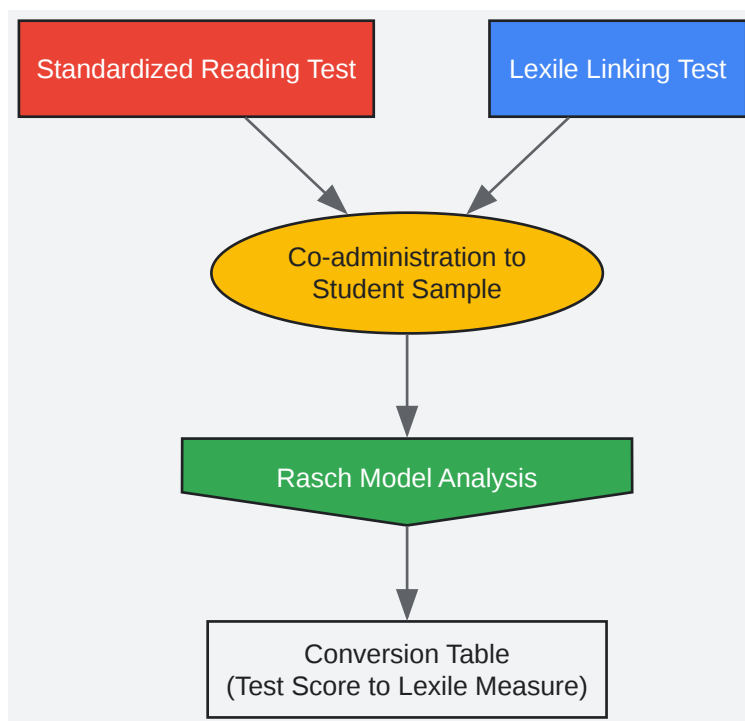 Standardized Reading Test
Lexile Linking Test
Co-administration to
Student Sample
Rasch Model Analysis
Conversion Table
(Test Score to Lexile Measure)